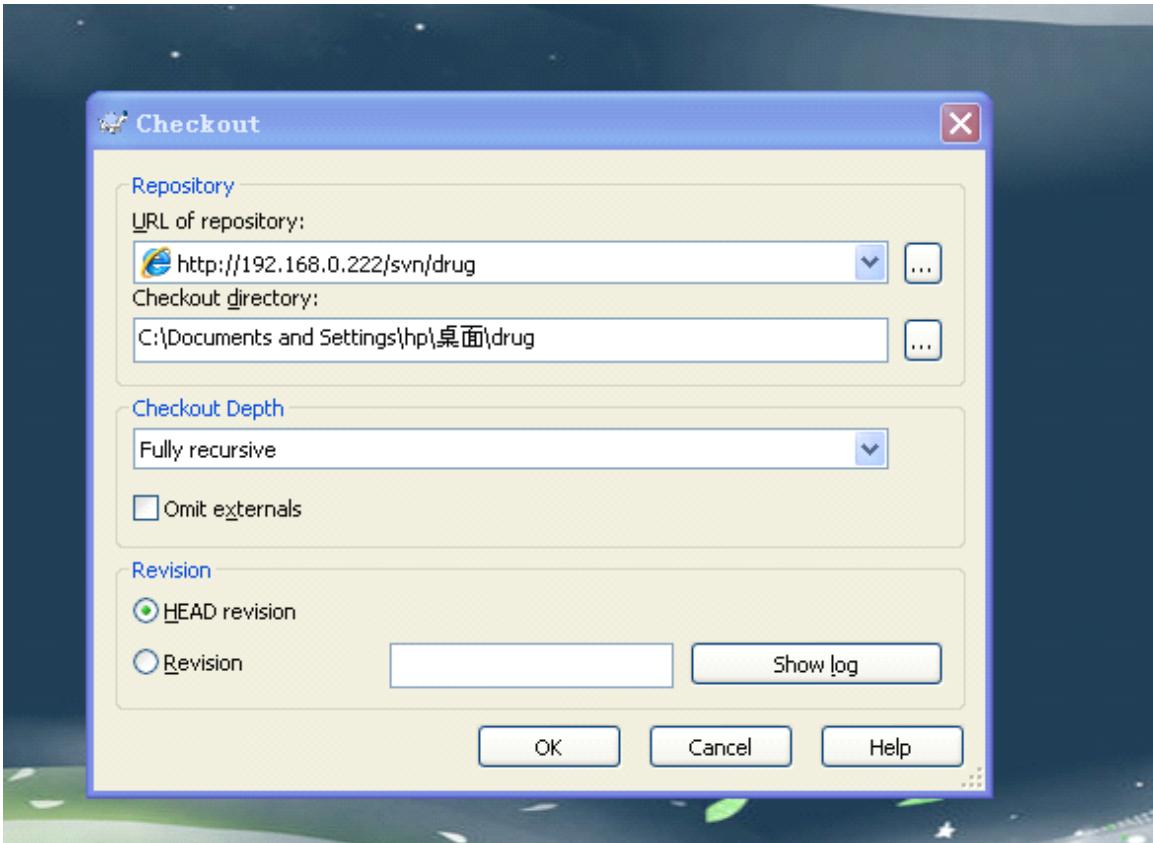 Checkout
Repository
URL of repository:
http://192.168.0.222/svn/drug
...
Checkout directory:
C:\Documents and Settings\hp\桌面\drug
...
Checkout Depth
Fully recursive
Omit externals
Revision
HEAD revision
Revision
Show log
OK Cancel Help